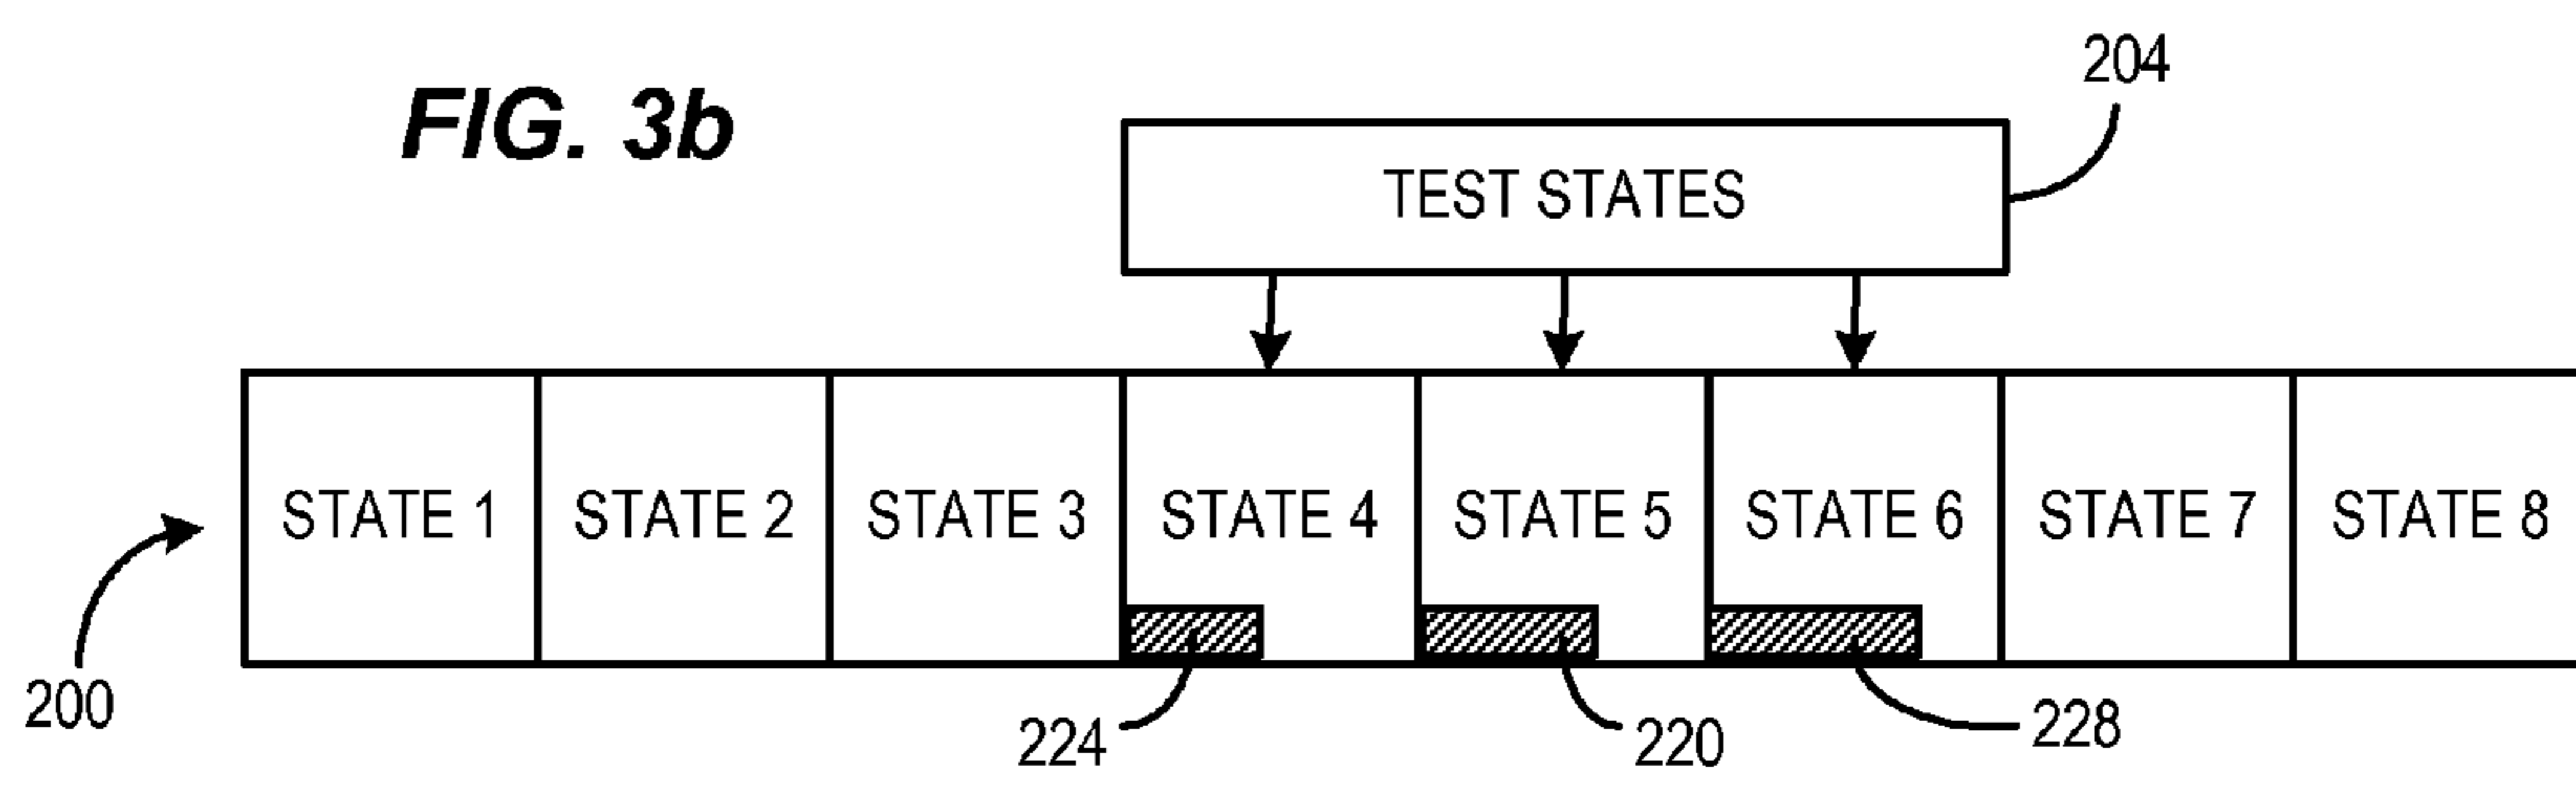 FIG. 3b
204
TEST STATES
STATE 1 STATE 2 STATE 3 STATE 4 STATE 5 STATE 6 STATE 7 STATE 8
200
224
220
228